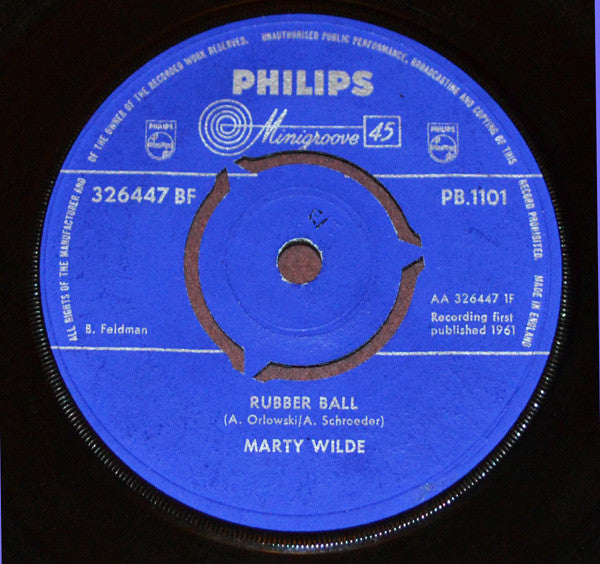 ALL RIGHTS OF THE MANUFACTURER AND OF THE OWNER OF THE RECORDED WORK RESERVED. UNAUTHORISED PUBLIC PERFORMANCE, BROADCASTING AND COPYING OF THIS RECORD PROHIBITED. MADE IN ENGLAND
PHILIPS
Minigroove 45
PHILIPS
PHILIPS
326447 BF
PB.1101
AA 326447 1F
Recording first
published 1961
B. Feldman
RUBBER BALL
(A. Orlowski/A. Schroeder)
MARTY WILDE